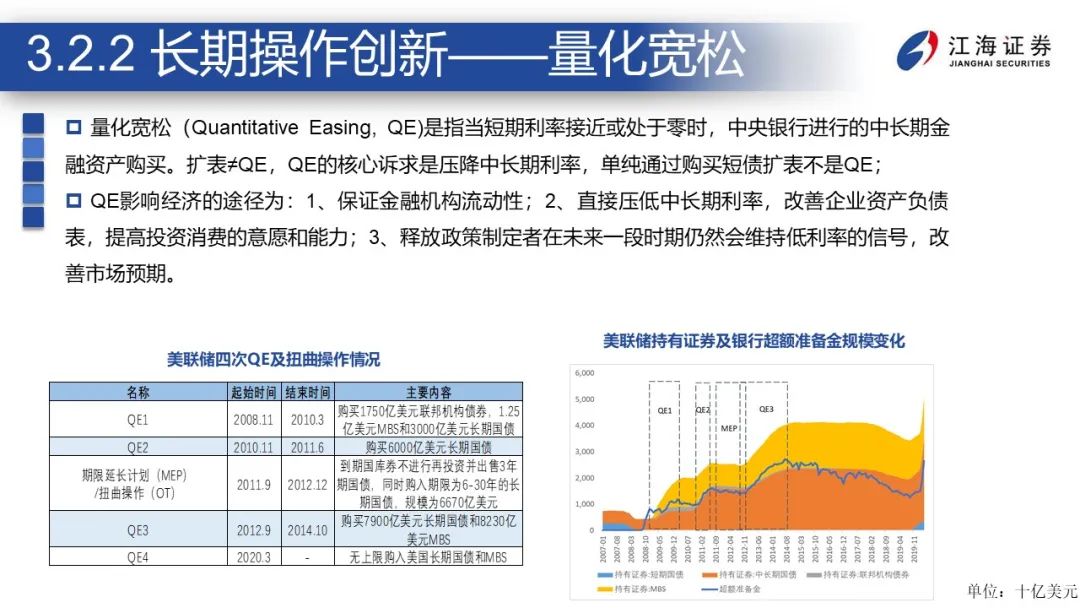 3.2.2 长期操作创新——量化宽松
江海证券
JIANGHAI SECURITIES
量化宽松（Quantitative Easing, QE)是指当短期利率接近或处于零时，中央银行进行的中长期金
融资产购买。扩表≠QE，QE的核心诉求是压降中长期利率，单纯通过购买短债扩表不是QE；
QE影响经济的途径为：1、保证金融机构流动性；2、直接压低中长期利率，改善企业资产负债
表，提高投资消费的意愿和能力；3、释放政策制定者在未来一段时期仍然会维持低利率的信号，改
善市场预期。
美联储四次QE及扭曲操作情况
名称 起始时间 结束时间 主要内容
QE1 2008.11 2010.3 购买1750亿美元联邦机构债券，1.25
亿美元MBS和3000亿美元长期国债
QE2 2010.11 2011.6 购买6000亿美元长期国债
期限延长计划（MEP）
/扭曲操作（OT）
2011.9 2012.12
到期国库券不进行再投资并出售3年
期国债，同时购入期限为6-30年的长
期国债，规模为6670亿美元
QE3 2012.9 2014.10 购买7900亿美元长期国债和8230亿
美元MBS
QE4 2020.3 - 无上限购入美国长期国债和MBS
美联储持有证券及银行超额准备金规模变化
6,000
5,000
4,000
3,000
2,000
1,000
0
QE1
QE2
MEP
QE3
2007-01
2007-08
2008-03
2008-10
2009-05
2009-12
2010-07
2011-02
2011-09
2012-04
2012-11
2013-06
2014-01
2014-08
2015-03
2015-10
2016-05
2016-12
2017-07
2018-02
2018-09
2019-04
2019-11
持有证券:短期国债 持有证券:中长期国债 持有证券:联邦机构债券
持有证券:MBS 超额准备金
单位：十亿美元